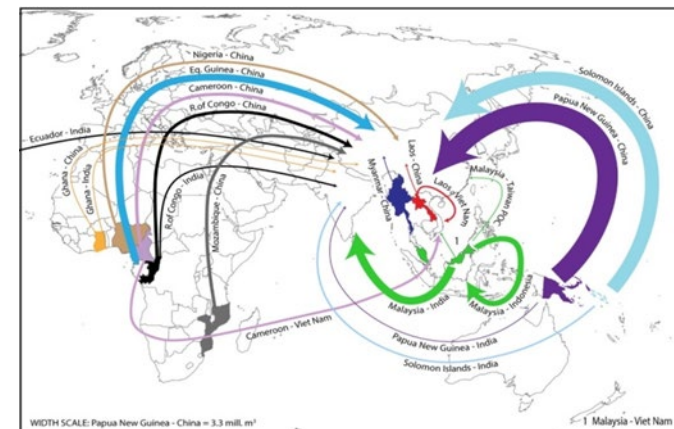 Nigeria - China
Eq. Guinea - China
Cameroon - China
R.of Congo - China
Ecuador - India
Ghana - China
Ghana - India
R.of Congo - India
Mozambique - China
Cameroon - Viet Nam
Myanmar - China
Laos - China
Laos - Viet Nam
Malaysia - Taiwan POC
Solomon Islands - China
Papua New Guinea - China
1
Malaysia - India
Malaysia - Indonesia
Papua New Guinea - India
Solomon Islands - India
WIDTH SCALE: Papua New Guinea - China = 3.3 mill. m³
1 Malaysia - Viet Nam